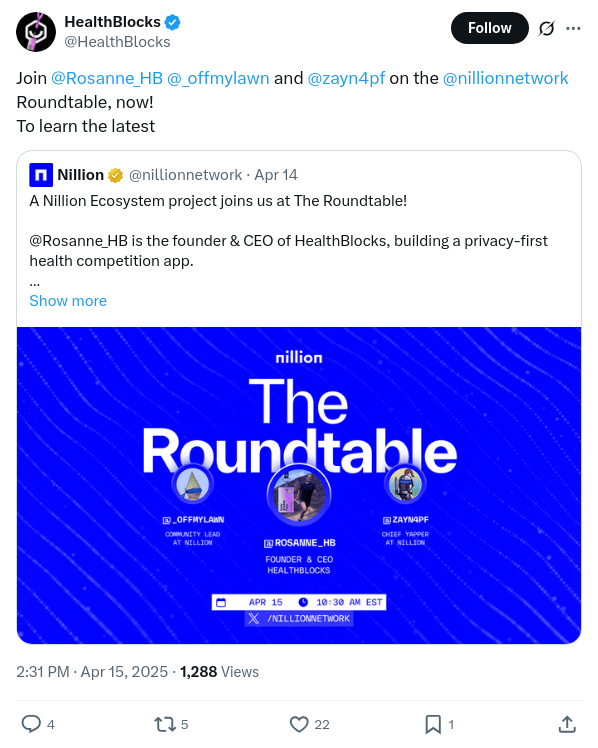 HealthBlocks
@HealthBlocks
Follow
Join @Rosanne_HB @_offmylawn and @zayn4pf on the @nillionnetwork
Roundtable, now!
To learn the latest
Nillion @nillionnetwork · Apr 14
A Nillion Ecosystem project joins us at The Roundtable!
@Rosanne_HB is the founder & CEO of HealthBlocks, building a privacy-first
health competition app.
...
Show more
nillion
The
Roundtable
@_OFFMYLAWN
COMMUNITY LEAD
AT NILLION
@ROSANNE_HB
FOUNDER & CEO
HEALTHBLOCKS
@ZAYN4PF
CHIEF YAPPER
AT NILLION
APR 15 10:30 AM EST
X /NILLIONNETWORK
2:31 PM · Apr 15, 2025 · 1,288 Views
4 5 22 1